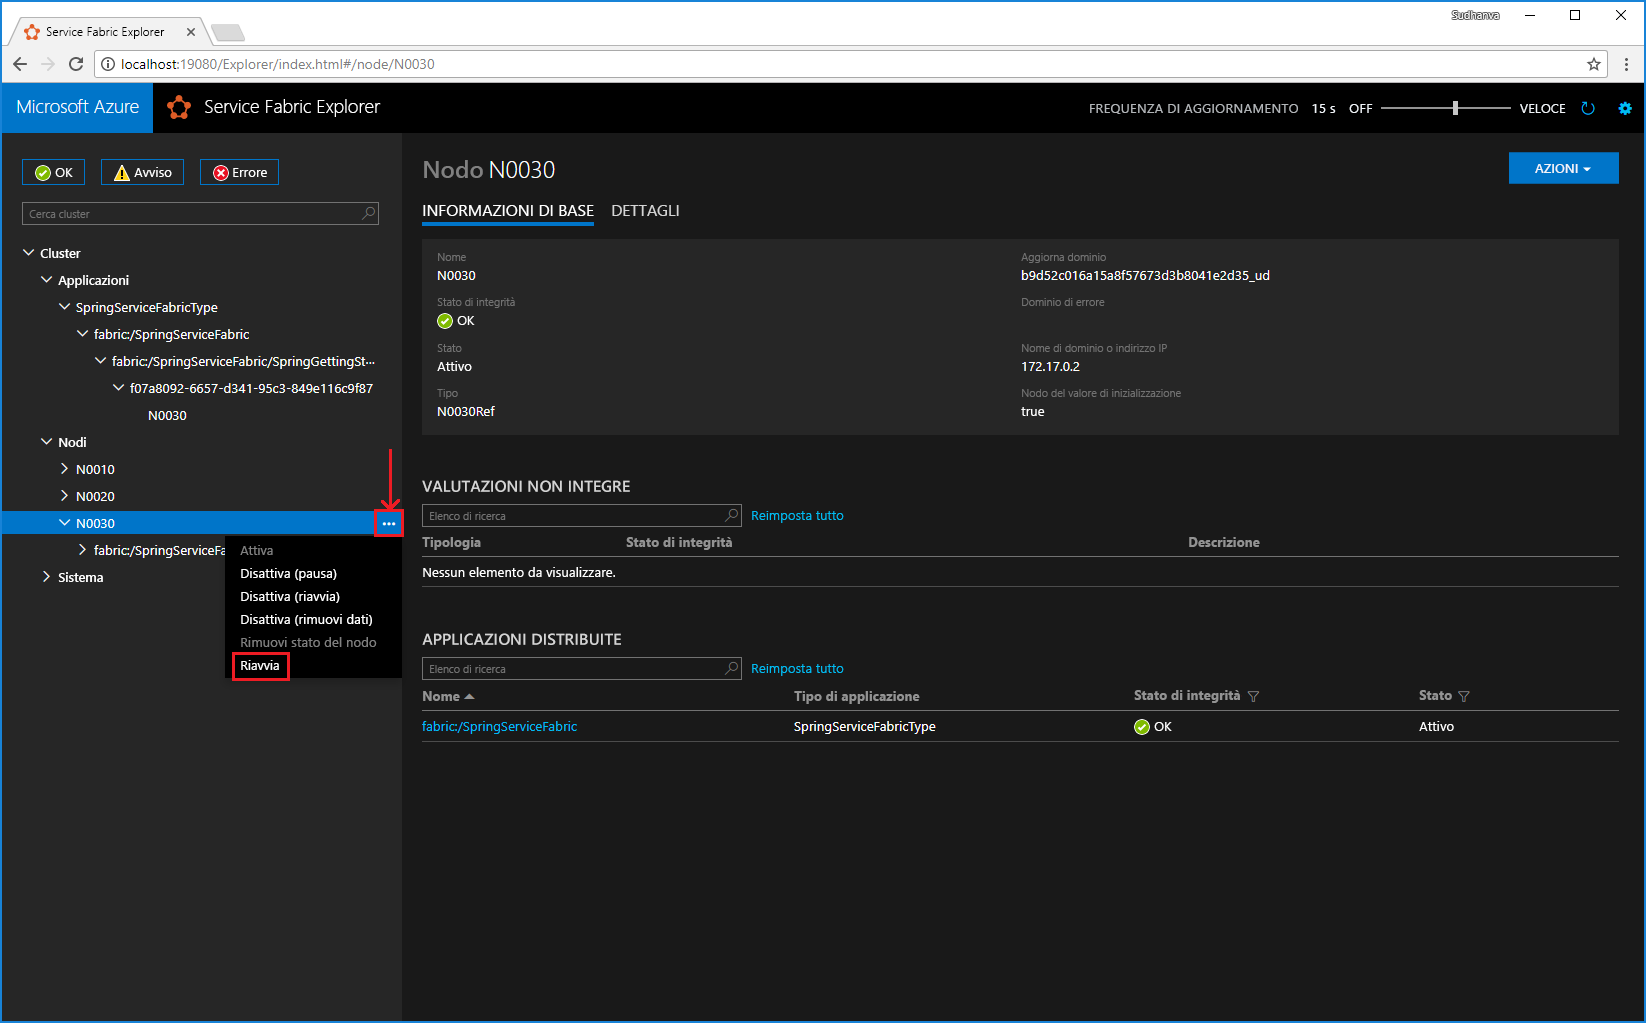 Sudhanva
Service Fabric Explorer
localhost:19080/Explorer/index.html#/node/N0030
Microsoft Azure
Service Fabric Explorer
FREQUENZA DI AGGIORNAMENTO 15 s OFF VELOCE
OK Avviso Errore
Cerca cluster
Cluster
Applicazioni
SpringServiceFabricType
fabric:/SpringServiceFabric
fabric:/SpringServiceFabric/SpringGettingSt...
f07a8092-6657-d341-95c3-849e116c9f87
N0030
Nodi
N0010
N0020
N0030
fabric:/SpringServiceFa
Sistema
Attiva
Disattiva (pausa)
Disattiva (riavvia)
Disattiva (rimuovi dati)
Rimuovi stato del nodo
Riavvia
Nodo N0030
AZIONI
INFORMAZIONI DI BASE DETTAGLI
Nome
N0030
Stato di integrità
OK
Stato
Attivo
Tipo
N0030Ref
Aggiorna dominio
b9d52c016a15a8f57673d3b8041e2d35_ud
Dominio di errore
Nome di dominio o indirizzo IP
172.17.0.2
Nodo del valore di inizializzazione
true
VALUTAZIONI NON INTEGRE
Elenco di ricerca Reimposta tutto
Tipologia Stato di integrità Descrizione
Nessun elemento da visualizzare.
APPLICAZIONI DISTRIBUITE
Elenco di ricerca Reimposta tutto
Nome Tipo di applicazione Stato di integrità Stato
fabric:/SpringServiceFabric SpringServiceFabricType OK Attivo